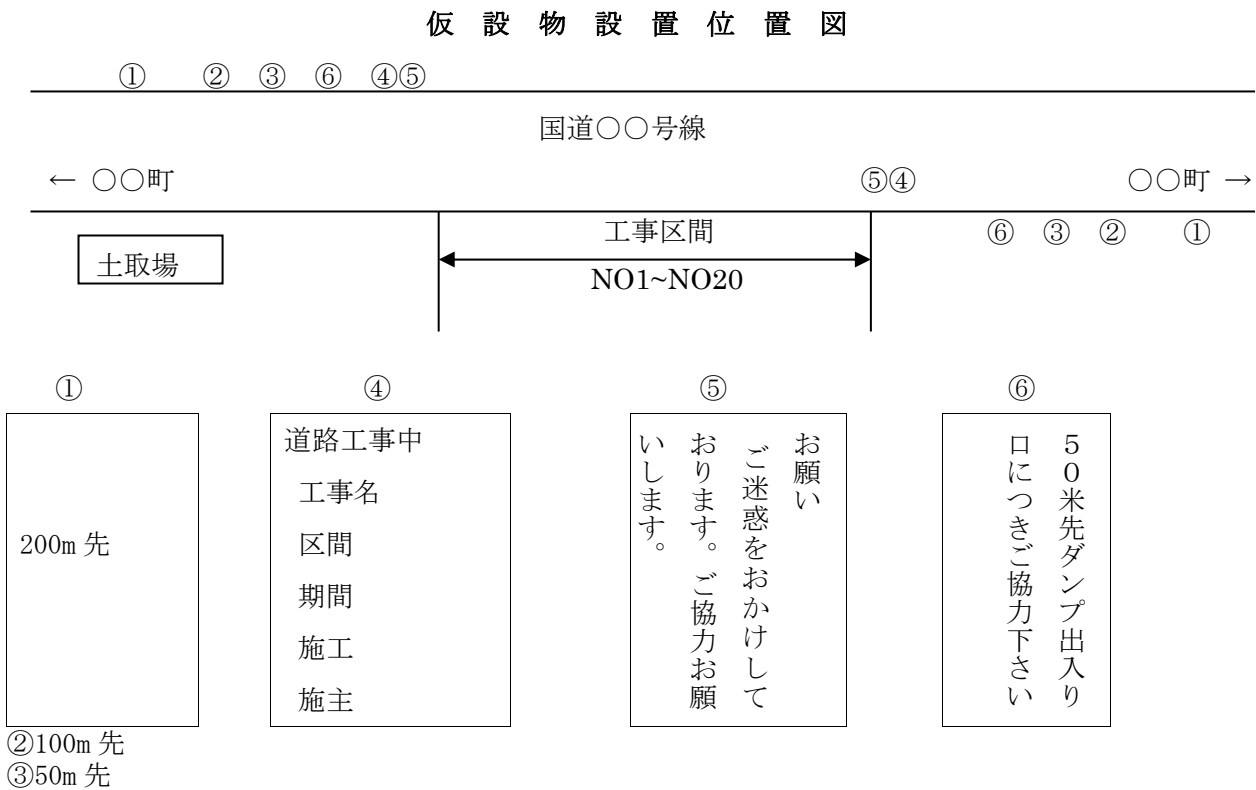 仮 設 物 設 置 位 置 図
① ② ③ ⑥ ④⑤
国道○○号線
← ○○町
⑤④
○○町 →
工事区間
⑥ ③ ② ①
土取場
NO1~NO20
①
④
⑤
⑥
200m 先
道路工事中
工事名
区間
期間
施工
施主
お願い
ご迷惑をおかけして
おります。ご協力お願
いします。
５０米先ダンプ出入り
口につきご協力下さい
②100m 先
③50m 先